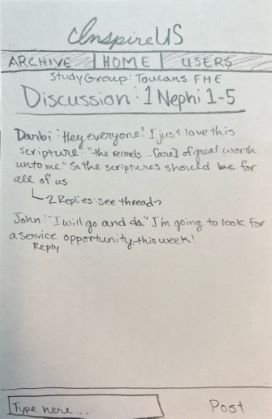 InspireUS
ARCHIVE HOME USERS
Study Group: Toucans FHE
Discussion: 1 Nephi 1-5
Danbi: "Hey everyone! I just love this
scripture "the records... [are] of great worth
unto me" So the scriptures should be for
all of us
2 Replies: See thread→
John: "I will go and do." I'm going to look for
a service opportunity this week!
Reply
Type here...
Post